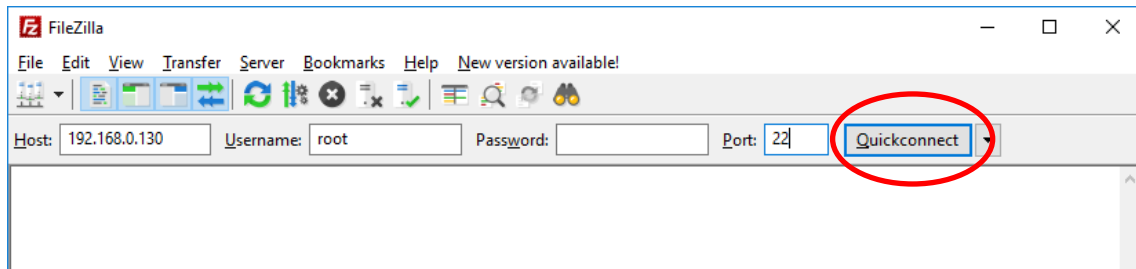 FileZilla
File Edit View Transfer Server Bookmarks Help New version available!
Host: 192.168.0.130 Username: root Password: Port: 22 Quickconnect